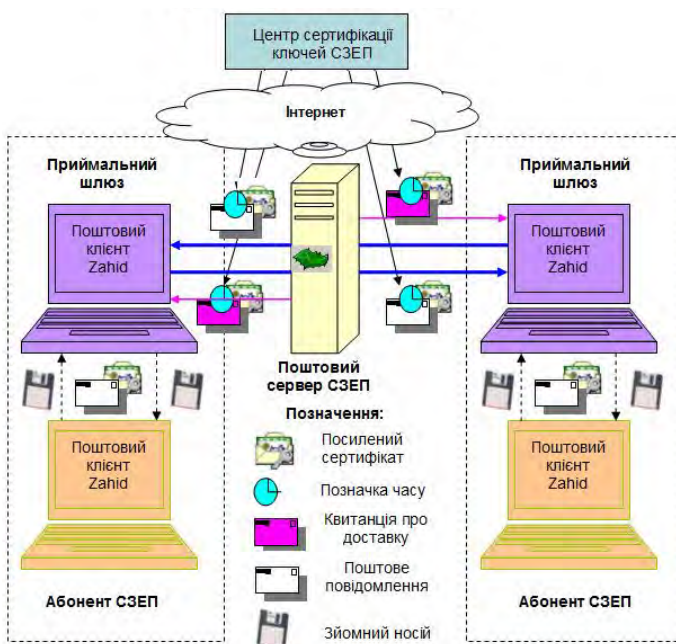 Центр сертифікації
ключей СЗЕП
Інтернет
Приймальний
шлюз
Приймальний
шлюз
Поштовий
клієнт
Zahid
Поштовий
клієнт
Zahid
Поштовий
сервер СЗЕП
Позначення:
Посилений
сертифікат
Позначка часу
Квитанція про
доставку
Поштове
повідомлення
Зйомний носій
Поштовий
клієнт
Zahid
Поштовий
клієнт
Zahid
Абонент СЗЕП
Абонент СЗЕП